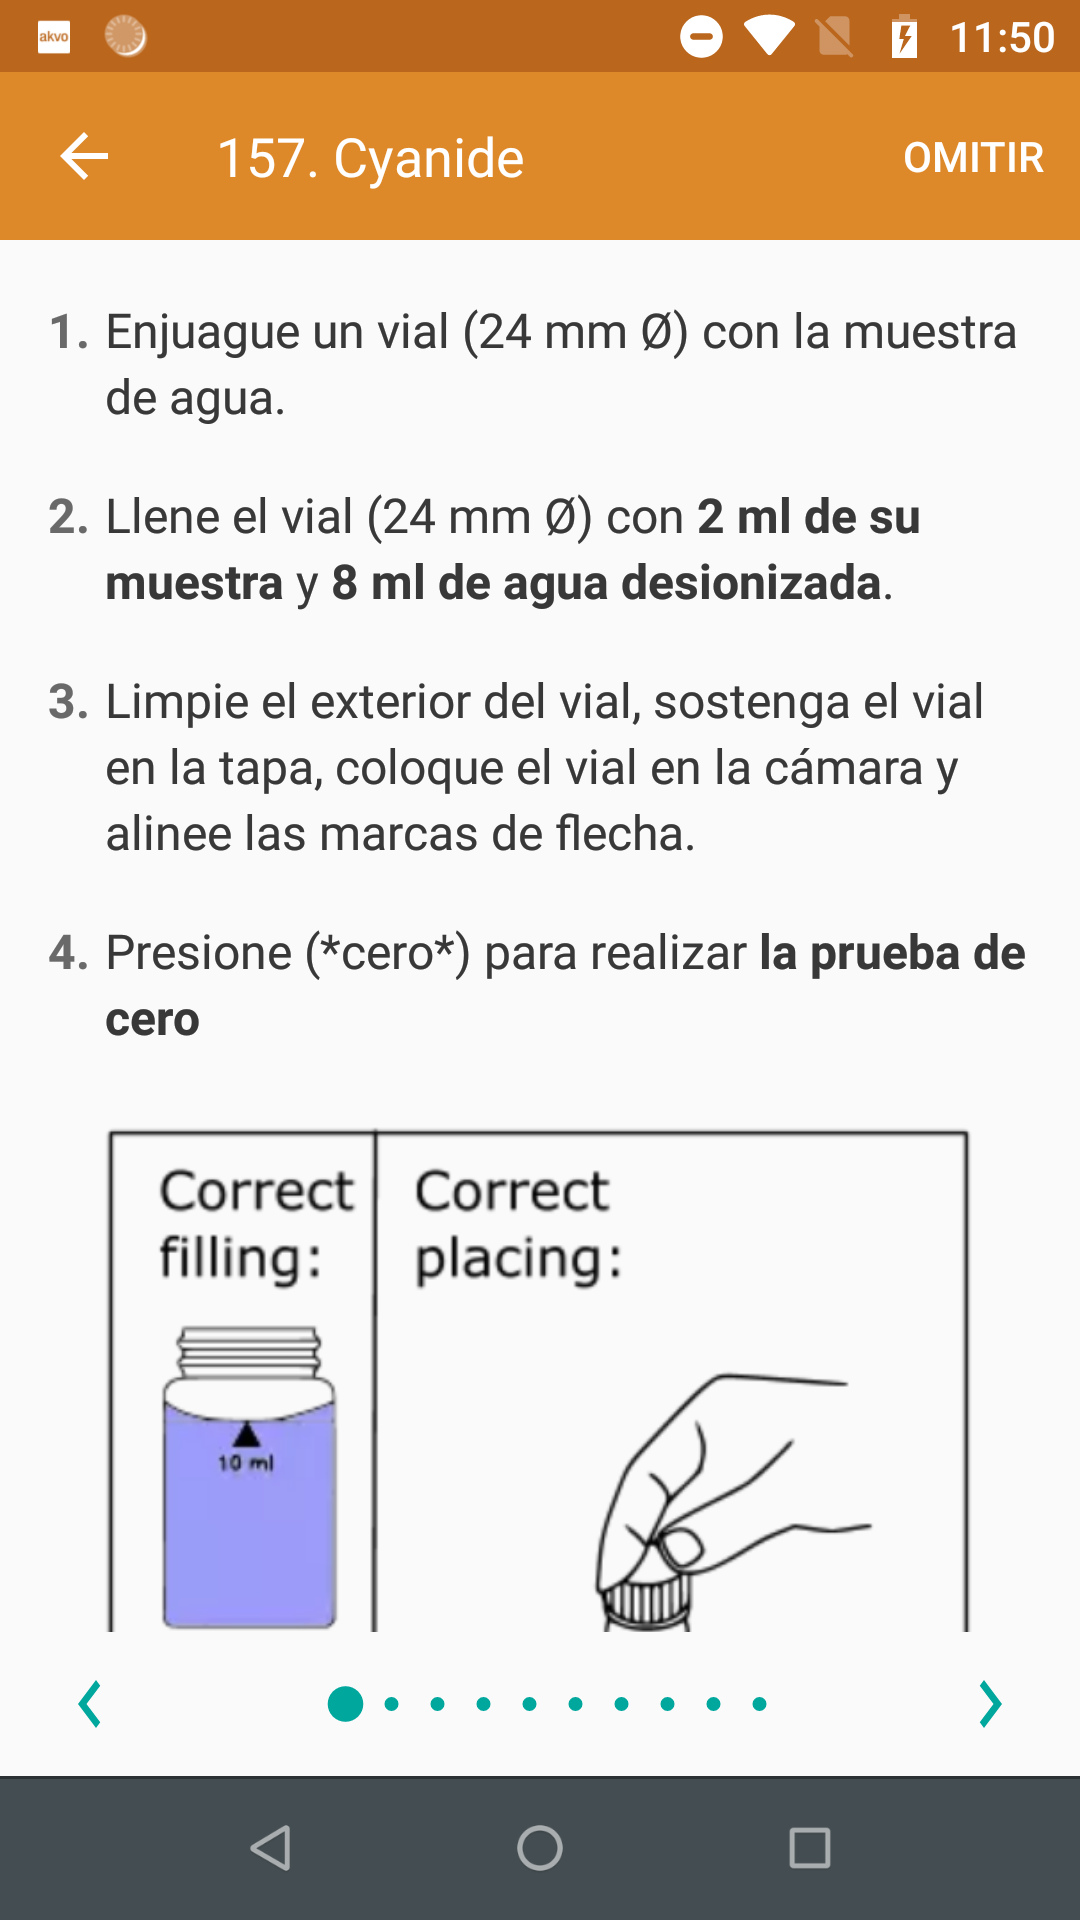 akvo
11:50
157. Cyanide
OMITIR
1. Enjuague un vial (24 mm Ø) con la muestra
de agua.
2. Llene el vial (24 mm Ø) con 2 ml de su
muestra y 8 ml de agua desionizada.
3. Limpie el exterior del vial, sostenga el vial
en la tapa, coloque el vial en la cámara y
alinee las marcas de flecha.
4. Presione (*cero*) para realizar la prueba de
cero
Correct
filling:
10 ml
Correct
placing: